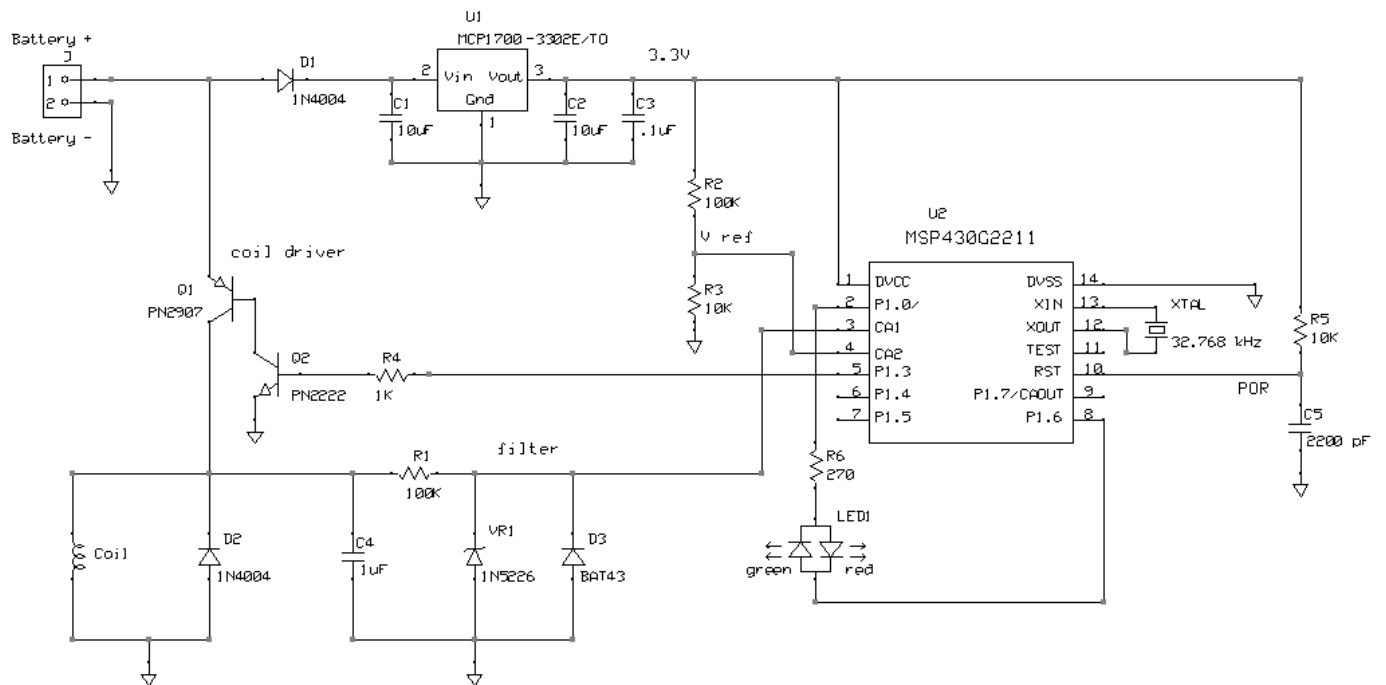 Battery +
J
1
2
Battery -
D1
1N4004
U1
MCP1700-3302E/TO
2
Vin
Vout
3
Gnd
1
C1
10uF
C2
10uF
C3
.1uF
3.3V
R2
100K
V ref
R3
10K
coil driver
Q1
PN2907
Q2
PN2222
R4
1K
U2
MSP430G2211
1
DVCC
2
P1.0/
3
CA1
4
CA2
5
P1.3
6
P1.4
7
P1.5
DVSS
14
XIN
13
XOUT
12
TEST
11
RST
10
P1.7/CAOUT
9
P1.6
8
XTAL
32.768 kHz
R5
10K
POR
C5
2200 pF
filter
R1
100K
Coil
D2
1N4004
C4
1uF
VR1
1N5226
D3
BAT43
R6
270
LED1
green
red